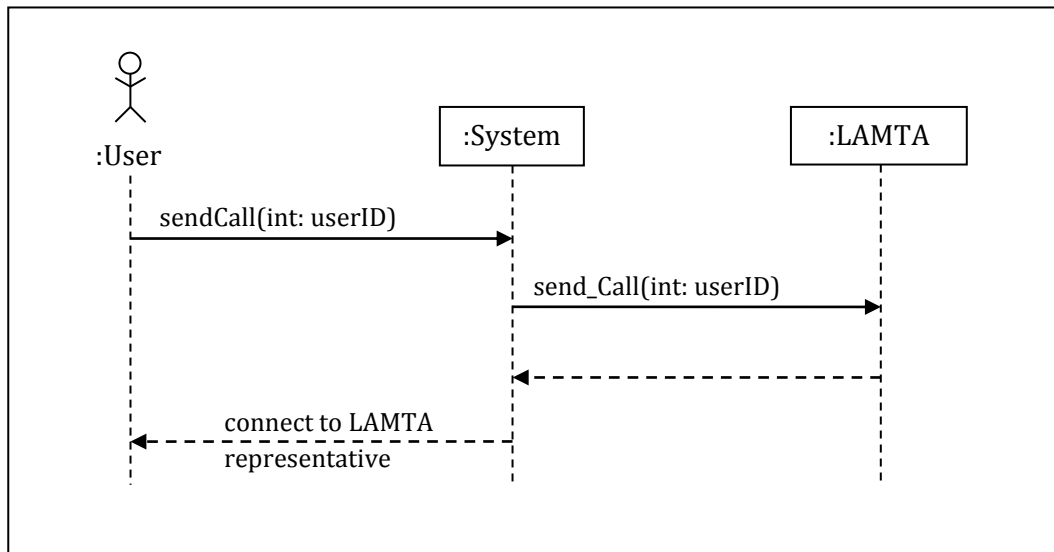 :User
:System
:LAMTA
sendCall(int: userID)
send_Call(int: userID)
connect to LAMTA
representative